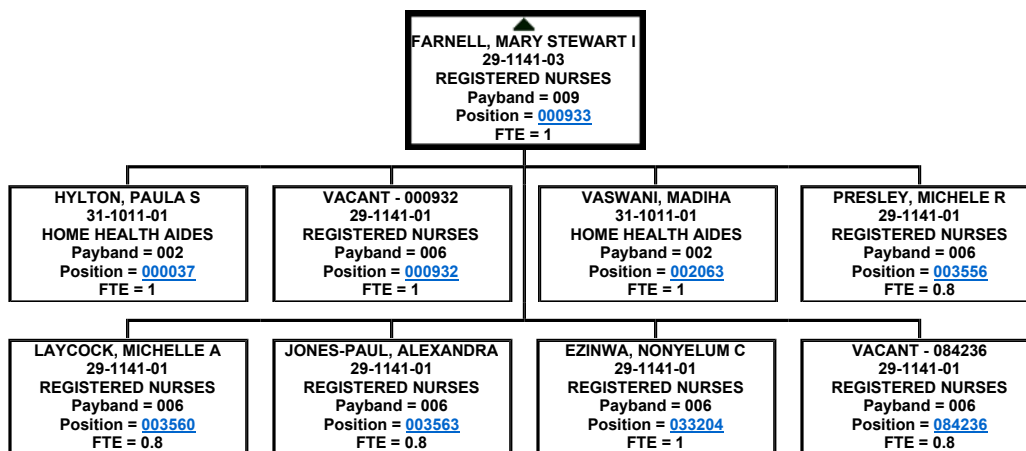 FARNELL, MARY STEWART I
29-1141-03
REGISTERED NURSES
Payband = 009
Position = 000933
FTE = 1
HYLTON, PAULA S
31-1011-01
HOME HEALTH AIDES
Payband = 002
Position = 000037
FTE = 1
VACANT - 000932
29-1141-01
REGISTERED NURSES
Payband = 006
Position = 000932
FTE = 1
VASWANI, MADIHA
31-1011-01
HOME HEALTH AIDES
Payband = 002
Position = 002063
FTE = 1
PRESLEY, MICHELE R
29-1141-01
REGISTERED NURSES
Payband = 006
Position = 003556
FTE = 0.8
LAYCOCK, MICHELLE A
29-1141-01
REGISTERED NURSES
Payband = 006
Position = 003560
FTE = 0.8
JONES-PAUL, ALEXANDRA
29-1141-01
REGISTERED NURSES
Payband = 006
Position = 003563
FTE = 0.8
EZINWA, NONYELUM C
29-1141-01
REGISTERED NURSES
Payband = 006
Position = 033204
FTE = 1
VACANT - 084236
29-1141-01
REGISTERED NURSES
Payband = 006
Position = 084236
FTE = 0.8